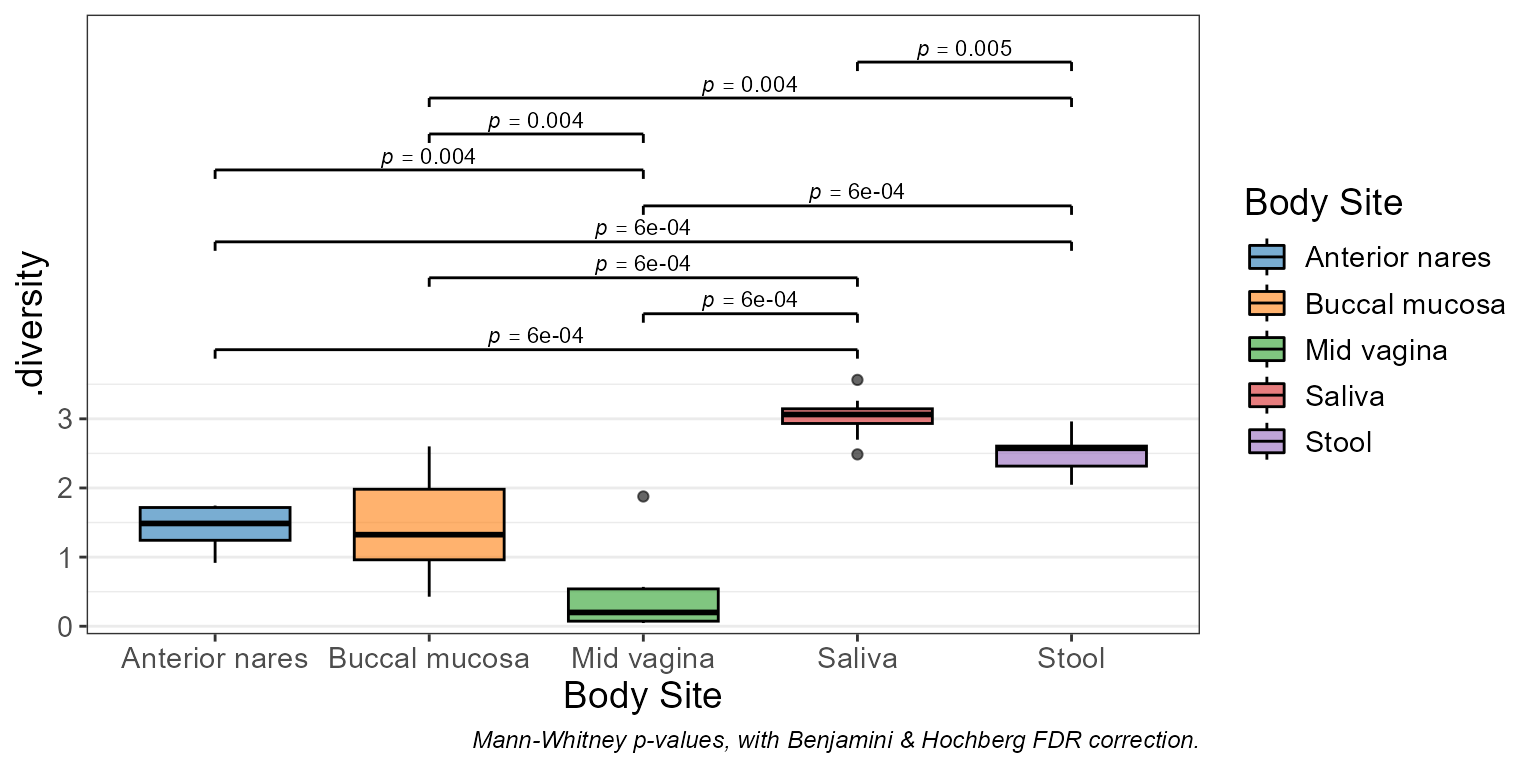 p = 0.005
p = 0.004
p = 0.004
p = 0.004
p = 6e-04
p = 6e-04
p = 6e-04
p = 6e-04
p = 6e-04
.diversity
3
2
1
0
Anterior nares Buccal mucosa Mid vagina Saliva Stool
Body Site
Mann-Whitney p-values, with Benjamini & Hochberg FDR correction.
Body Site
Anterior nares
Buccal mucosa
Mid vagina
Saliva
Stool